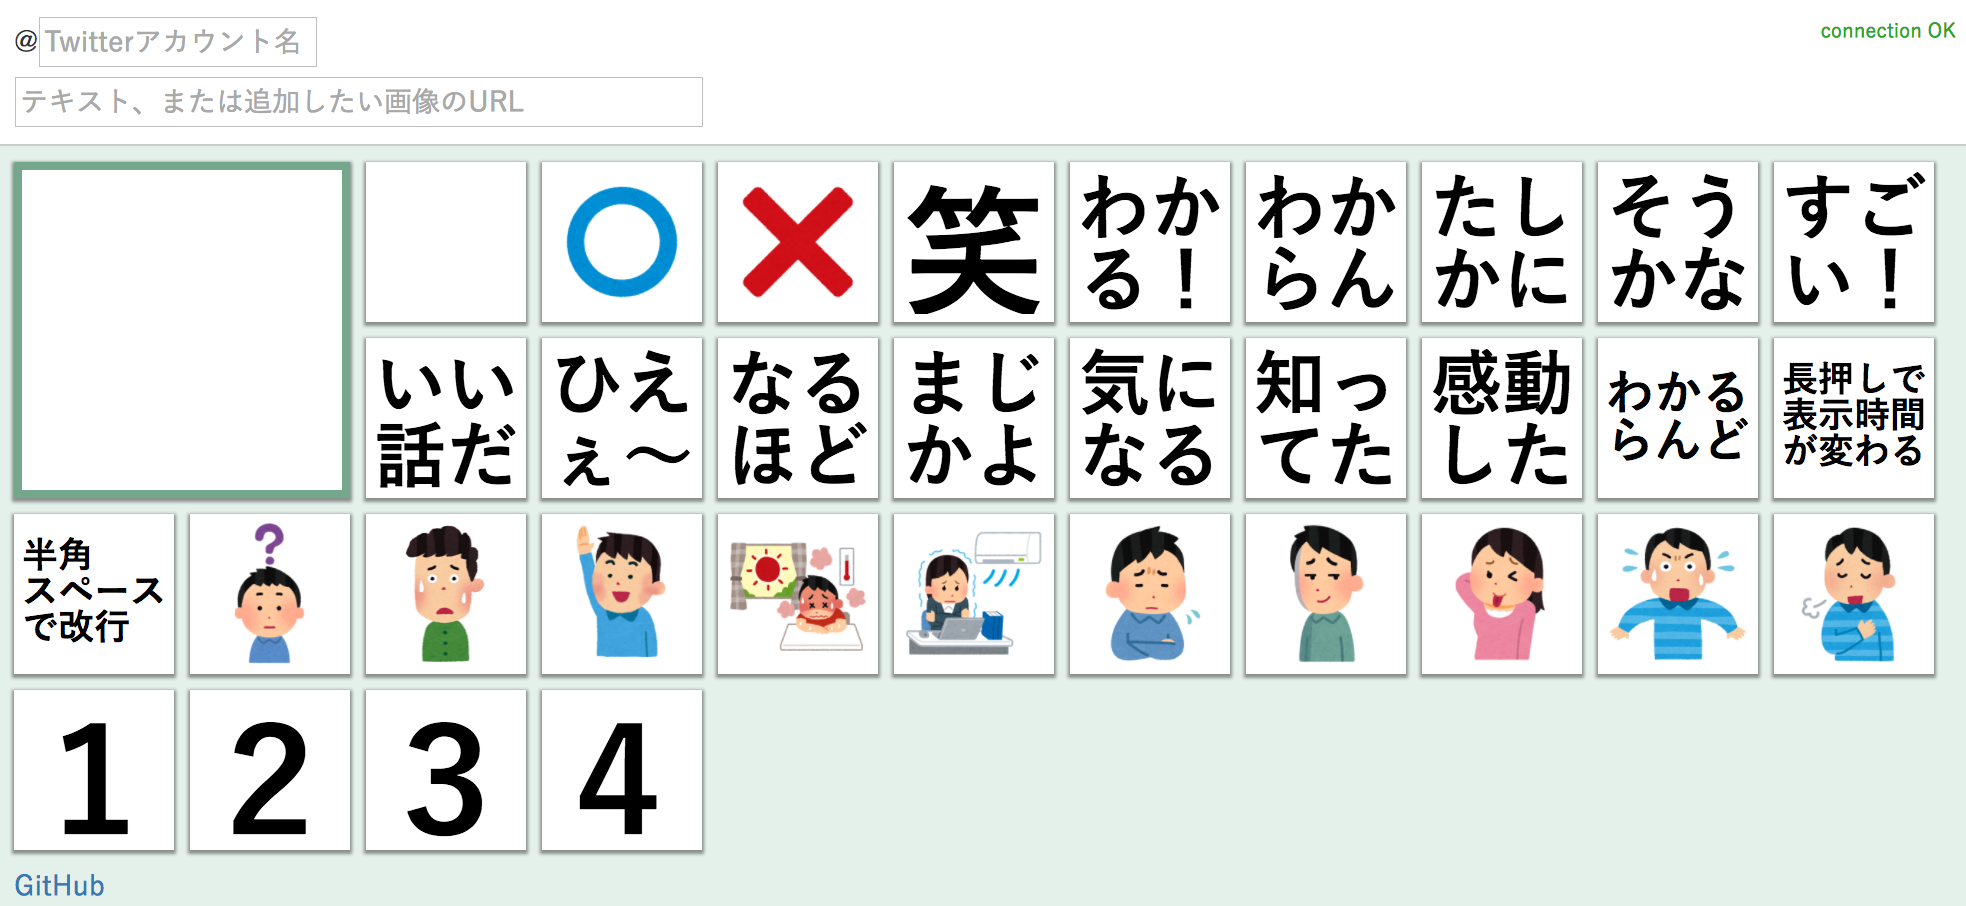 @ Twitterアカウント名
connection OK
テキスト、または追加したい画像のURL
笑
わか
る！
わか
らん
たし
かに
そう
かな
すご
い！
いい
話だ
ひえ
ぇ～
なる
ほど
まじ
かよ
気に
なる
知っ
てた
感動
した
わかる
らんど
長押しで
表示時間
が変わる
半角
スペース
で改行
?
1
2
3
4
GitHub